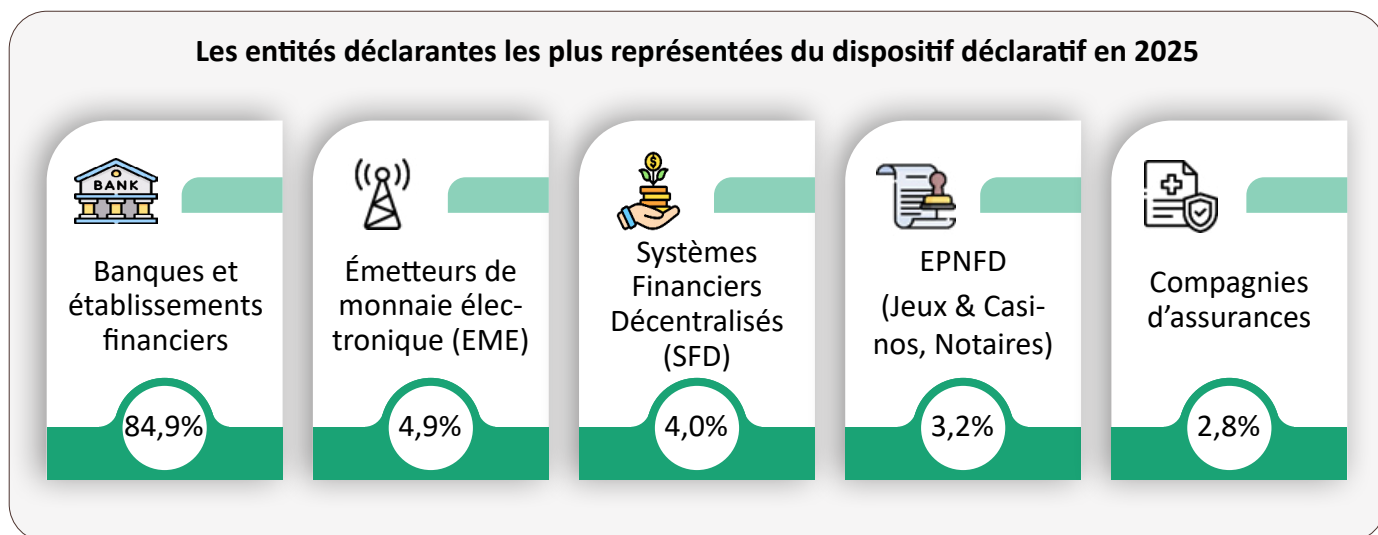 Les entités déclarantes les plus représentées du dispositif déclaratif en 2025
BANK
Banques et
établissements
financiers
84,9%
Émetteurs de
monnaie élec-
tronique (EME)
4,9%
$
Systèmes
Financiers
Décentralisés
(SFD)
4,0%
EPNFD
(Jeux & Casi-
nos, Notaires)
3,2%
Compagnies
d’assurances
2,8%